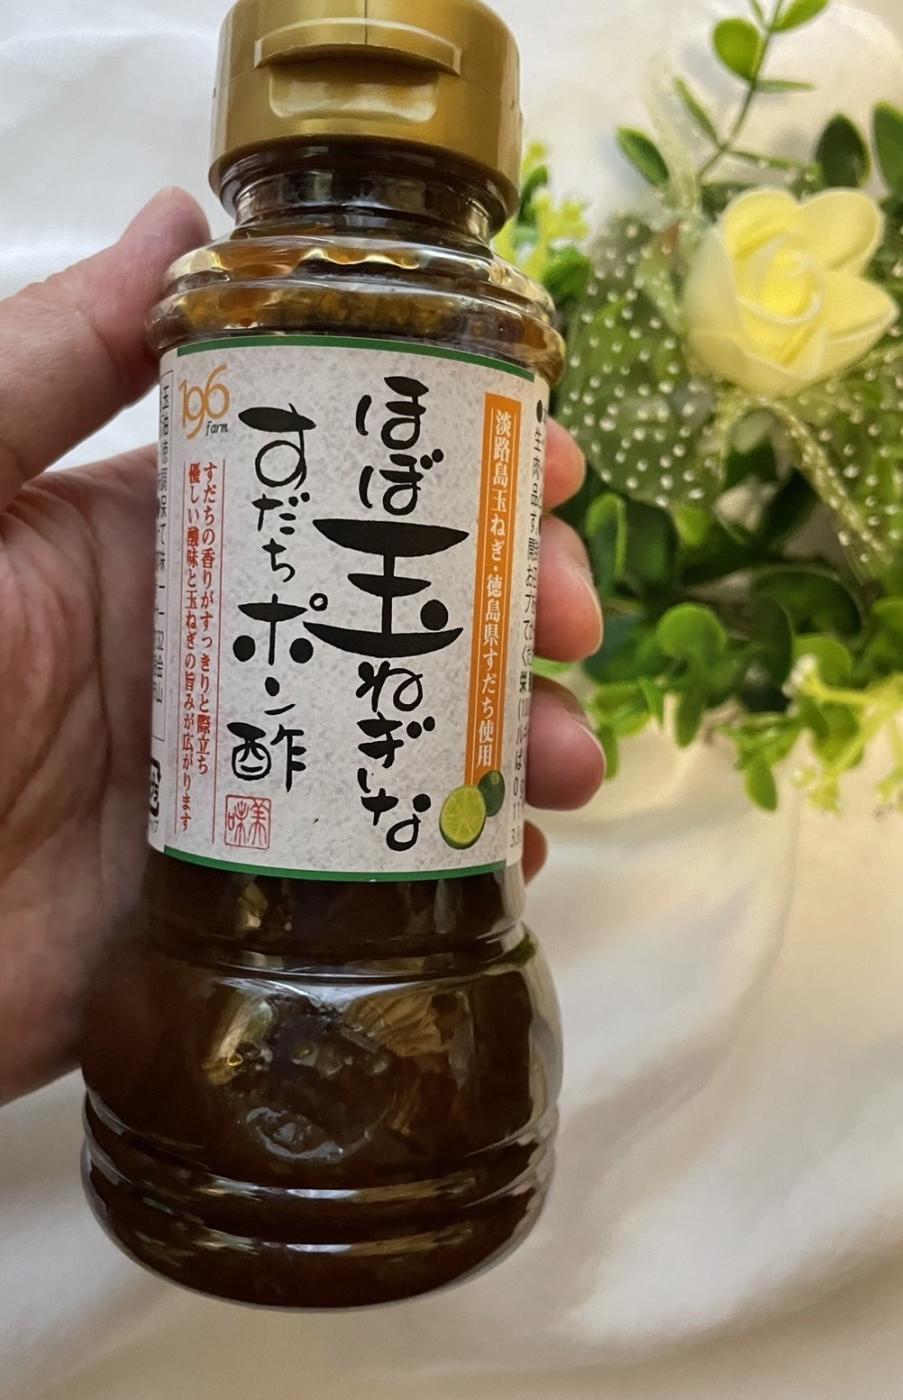 淡路島玉ねぎ・徳島県すだち使用
ほぼ玉ねぎな
すだちポン酢
美味
196
farm
すだちの香りがすっきりと際立ち
優しい酸味と玉ねぎの旨みが広がります